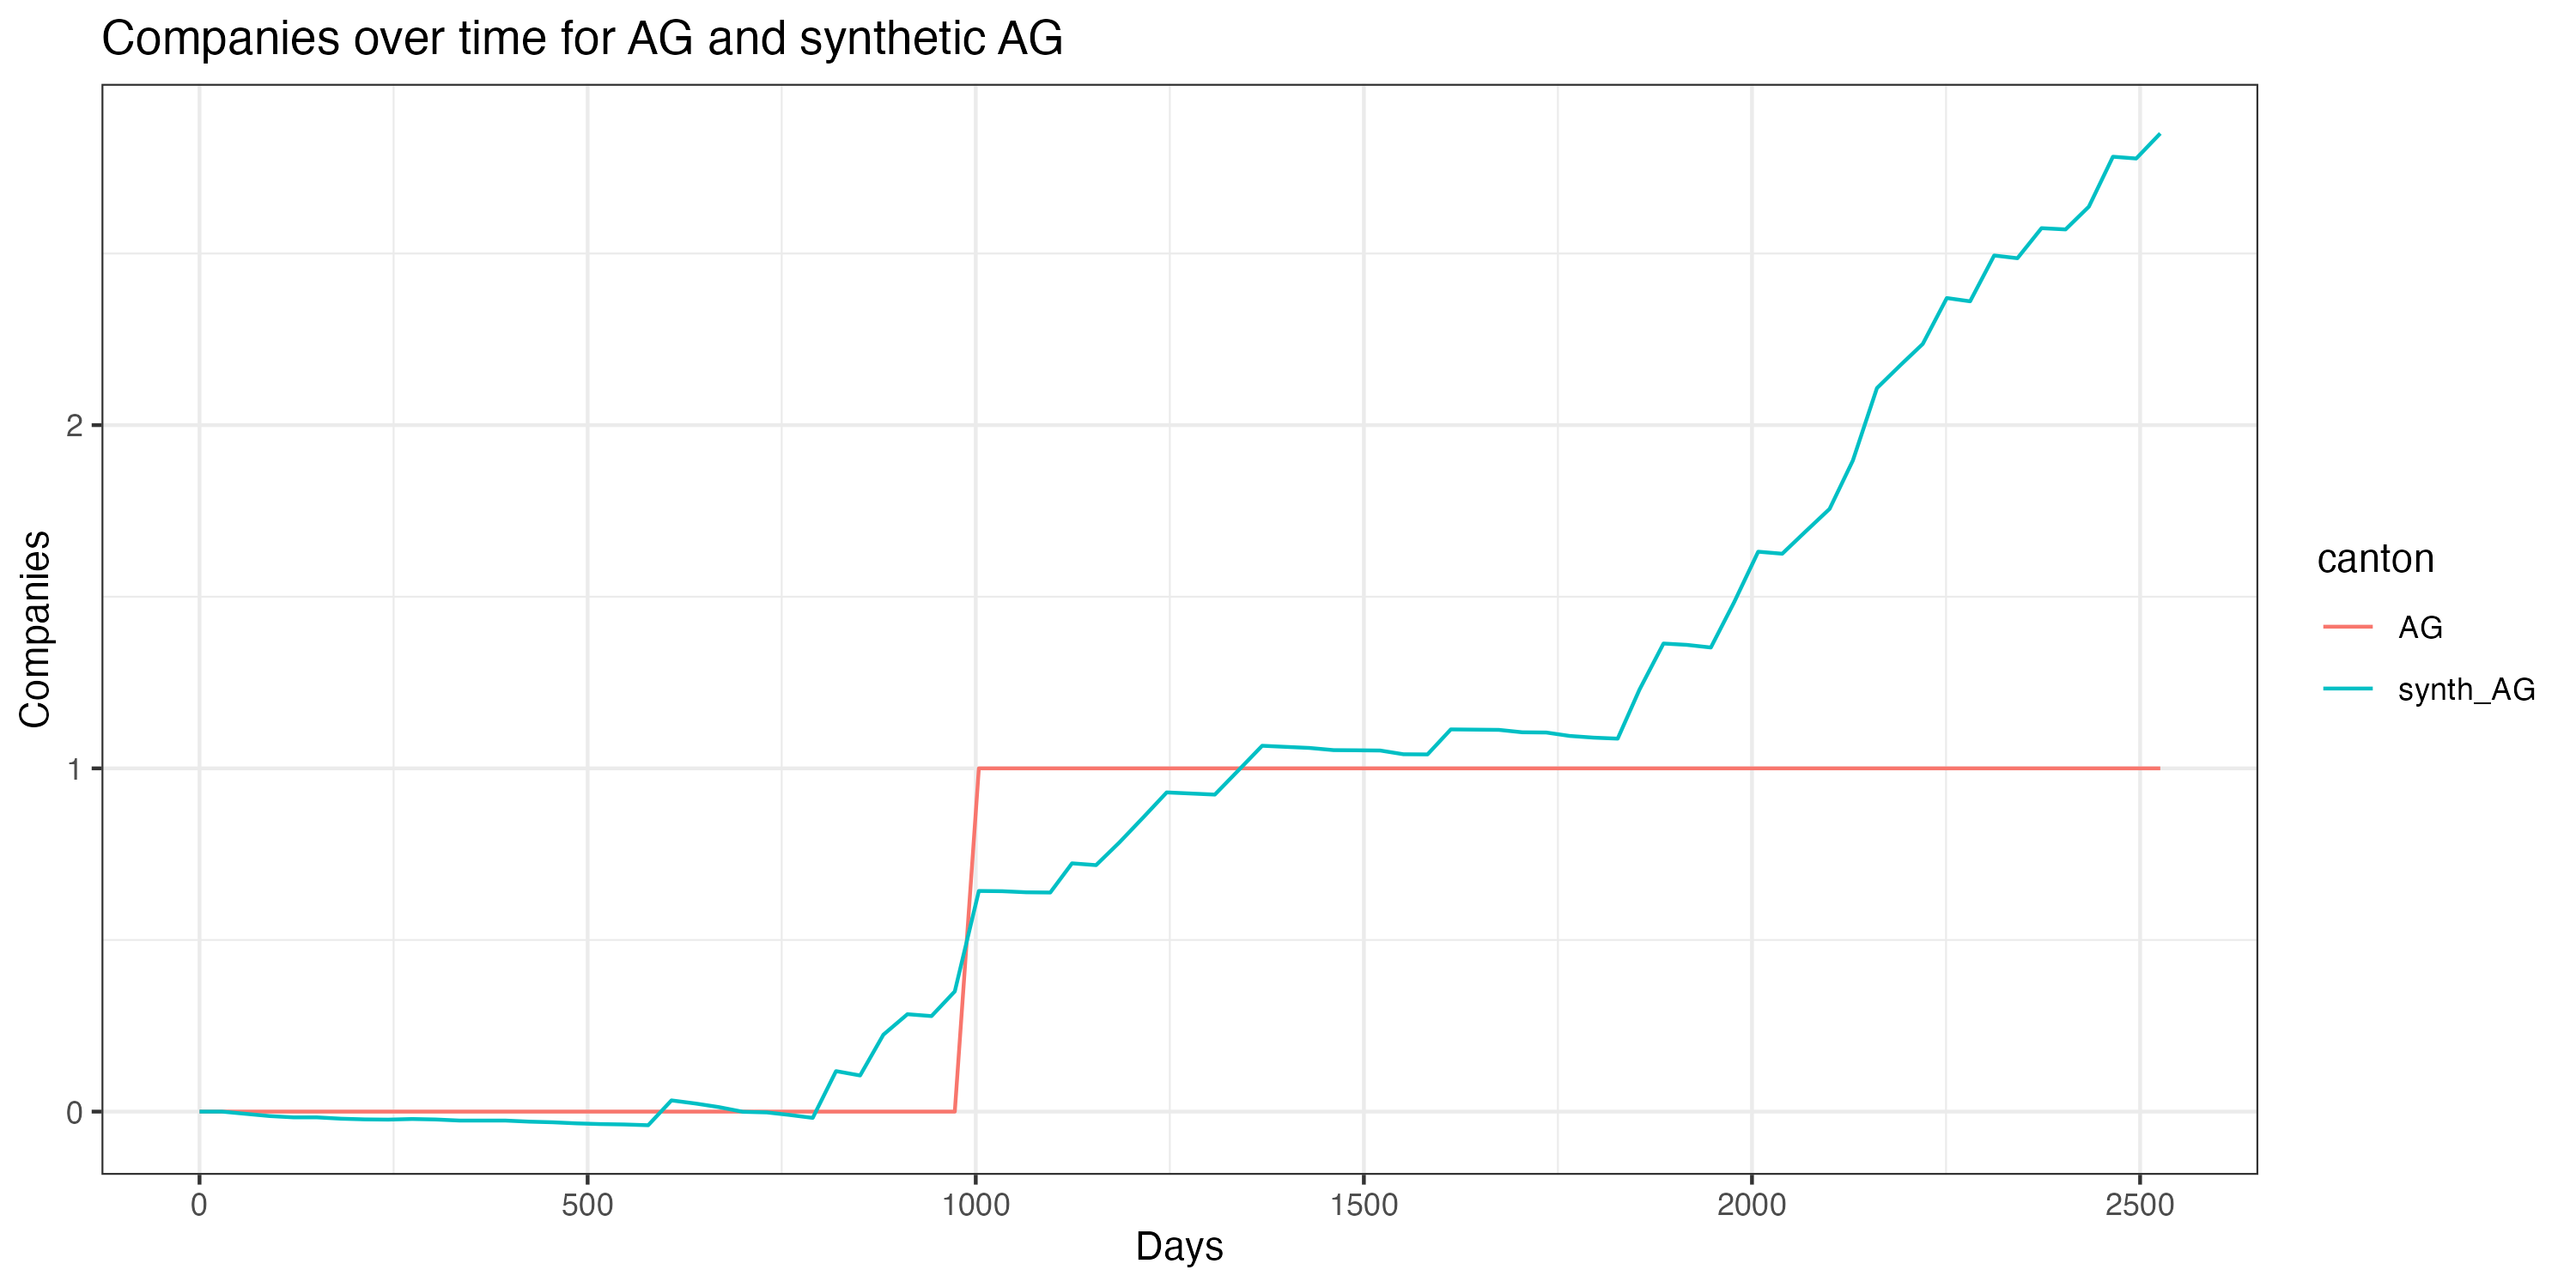 Companies over time for AG and synthetic AG
Companies
2
1
0
0 500 1000 1500 2000 2500
Days
canton
AG
synth_AG